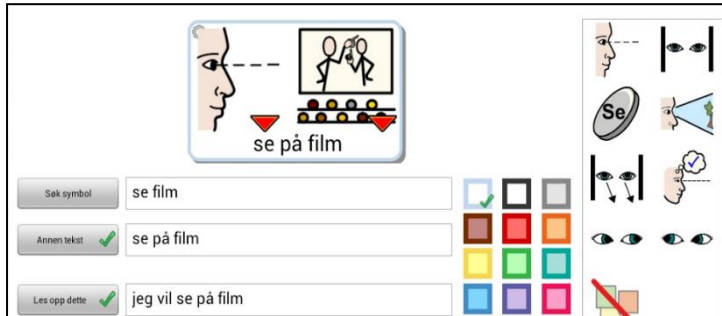 se på film
Søk symbol
se film
Annen tekst
se på film
Les opp dette
jeg vil se på film
Se